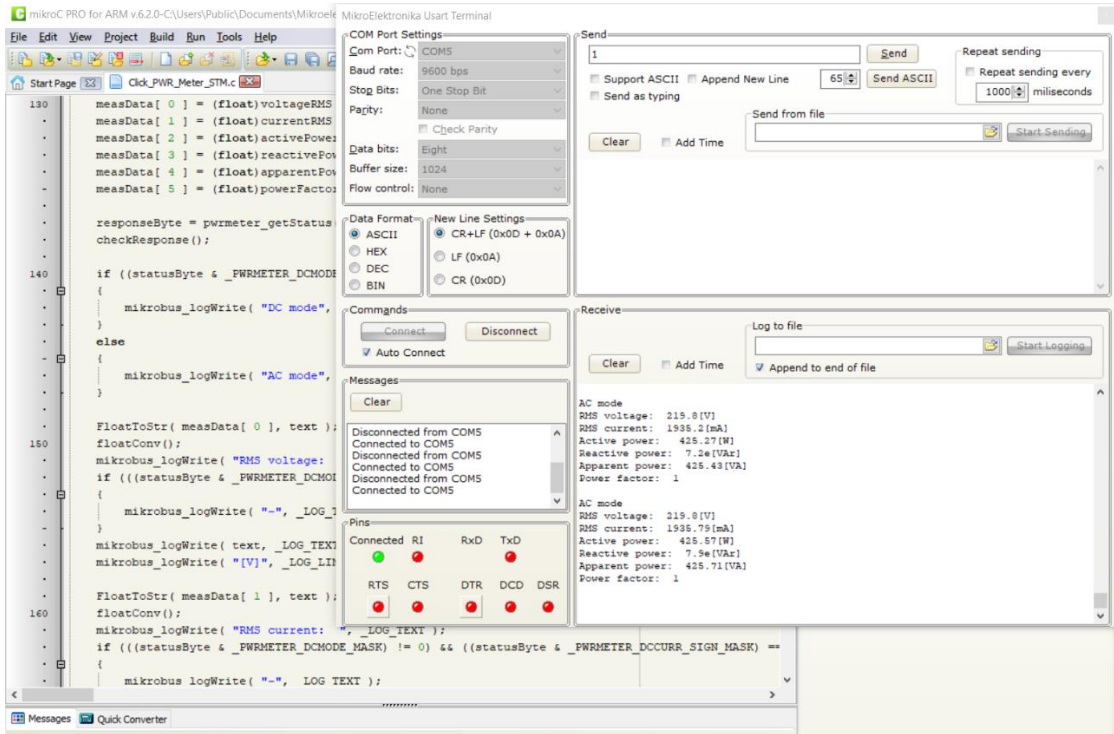 mikroC PRO for ARM v.6.2.0-C:\Users\Public\Documents\Mikroele
File Edit View Project Build Run Tools Help
Start Page Click_PWR_Meter_STM.c
130 measData[ 0 ] = (float)voltageRMS
measData[ 1 ] = (float)currentRMS
measData[ 2 ] = (float)activePower
measData[ 3 ] = (float)reactivePow
measData[ 4 ] = (float)apparentPow
measData[ 5 ] = (float)powerFactor
responseByte = pwrmeter_getStatus
checkResponse();
140 if ((statusByte & _PWRMETER_DCMODE
{
mikrobus_logWrite( "DC mode",
}
else
{
mikrobus_logWrite( "AC mode",
}
FloatToStr( measData[ 0 ], text );
150 floatConv();
mikrobus_logWrite( "RMS voltage:
if (((statusByte & _PWRMETER_DCMOD
{
mikrobus_logWrite( "-", _LOG_T
}
mikrobus_logWrite( text, _LOG_TEXT
mikrobus_logWrite( "[V]", _LOG_LIN
FloatToStr( measData[ 1 ], text );
160 floatConv();
mikrobus_logWrite( "RMS current:  ", _LOG_TEXT );
if (((statusByte & _PWRMETER_DCMODE_MASK) != 0) && ((statusByte & _PWRMETER_DCCURR_SIGN_MASK) ==
{
mikrobus_logWrite( "-", _LOG_TEXT );
Messages Quick Converter
MikroElektronika Usart Terminal
COM Port Settings
Com Port: COM5
Baud rate: 9600 bps
Stop Bits: One Stop Bit
Parity: None
Check Parity
Data bits: Eight
Buffer size: 1024
Flow control: None
Data Format
ASCII
HEX
DEC
BIN
New Line Settings
CR+LF (0x0D + 0x0A)
LF (0x0A)
CR (0x0D)
Commands
Connect Disconnect
Auto Connect
Messages
Clear
Disconnected from COM5
Connected to COM5
Disconnected from COM5
Connected to COM5
Disconnected from COM5
Connected to COM5
Pins
Connected RI RxD TxD
RTS CTS DTR DCD DSR
Send
1 Send
Support ASCII Append New Line 65 Send ASCII
Send as typing
Repeat sending
Repeat sending every
1000 miliseconds
Send from file
Start Sending
Clear Add Time
Receive
Log to file
Start Logging
Clear Add Time Append to end of file
AC mode
RMS voltage: 219.8[V]
RMS current: 1935.2[mA]
Active power: 425.27[W]
Reactive power: 7.2e[VAr]
Apparent power: 425.43[VA]
Power factor: 1
AC mode
RMS voltage: 219.8[V]
RMS current: 1935.79[mA]
Active power: 425.57[W]
Reactive power: 7.9e[VAr]
Apparent power: 425.71[VA]
Power factor: 1